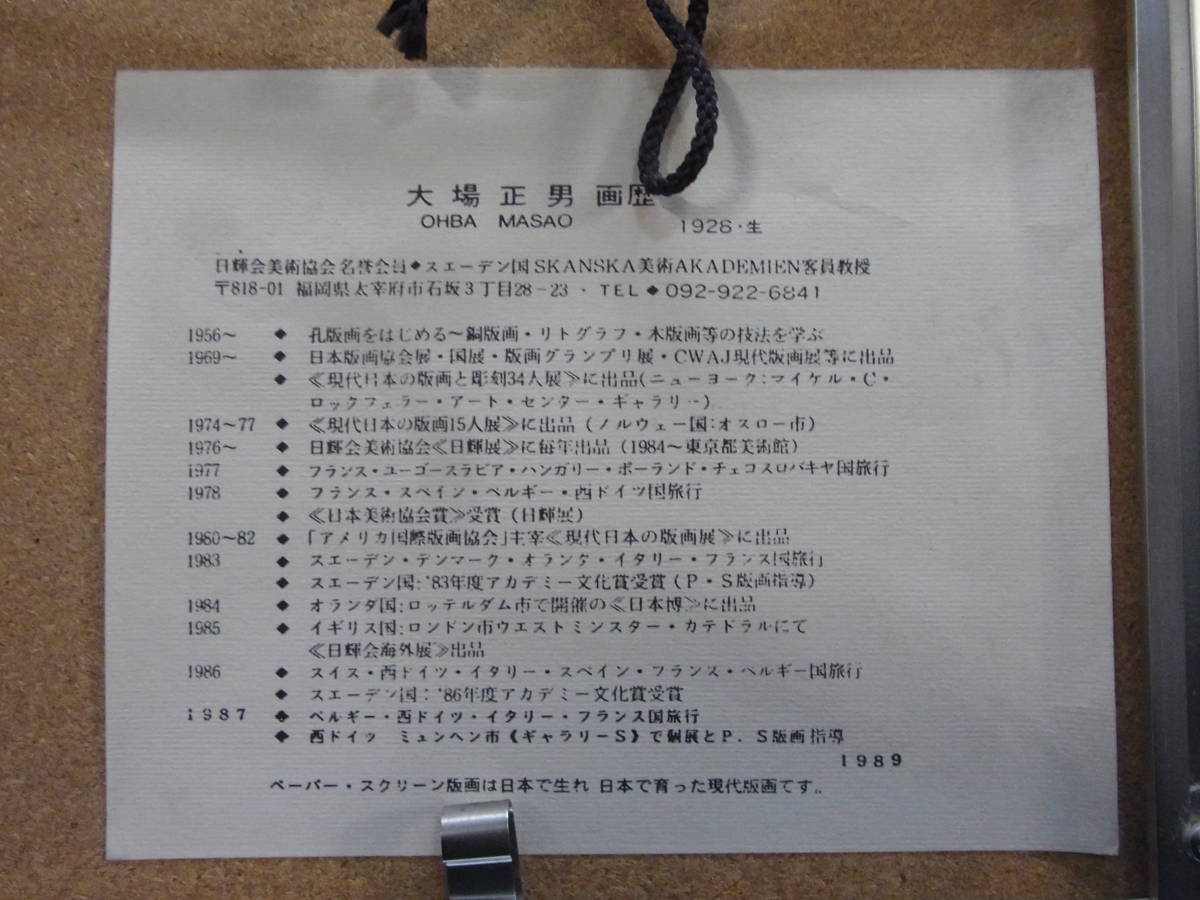 大場正男 画歴
OHBA MASAO 1928・生
日輝会美術協会名誉会員◆スエーデン国SKANSKA美術AKADEMIEN客員教授
〒818-01 福岡県太宰府市石坂3丁目28-23・TEL◆092-922-6841
1956~ ◆ 孔版画をはじめる~銅版画・リトグラフ・木版画等の技法を学ぶ
1969~ ◆ 日本版画協会展・国展・版画グランプリ展・CWAJ現代版画展等に出品
◆ ≪現代日本の版画と彫刻34人展≫に出品(ニューヨーク:マイケル・C・
ロックフェラー・アート・センター・ギャラリー)
1974~77 ◆ ≪現代日本の版画15人展≫に出品(ノルウェー国:オスロー市)
1976~ ◆ 日輝会美術協会≪日輝展≫に毎年出品(1984~東京都美術館)
1977 ◆ フランス・ユーゴースラビア・ハンガリー・ポーランド・チェコスロバキヤ国旅行
1978 ◆ フランス・スペイン・ベルギー・西ドイツ国旅行
◆ ≪日本美術協会賞≫受賞(日輝展)
1980~82 ◆ 「アメリカ国際版画協会」主宰≪現代日本の版画展≫に出品
1983 ◆ スエーデン・デンマーク・オランダ・イタリー・フランス国旅行
◆ スエーデン国:'83年度アカデミー文化賞受賞(P・S版画指導)
1984 ◆ オランダ国:ロッテルダム市で開催の≪日本博≫に出品
1985 ◆ イギリス国:ロンドン市ウエストミンスター・カテドラルにて
≪日輝会海外展≫出品
1986 ◆ スイス・西ドイツ・イタリー・スペイン・フランス・ベルギー国旅行
◆ スエーデン国:'86年度アカデミー文化賞受賞
1987 ◆ ベルギー・西ドイツ・イタリー・フランス国旅行
◆ 西ドイツ ミュンヘン市≪ギャラリーS≫で個展とP.S版画指導
1989
ペーパー・スクリーン版画は日本で生れ 日本で育った現代版画です。